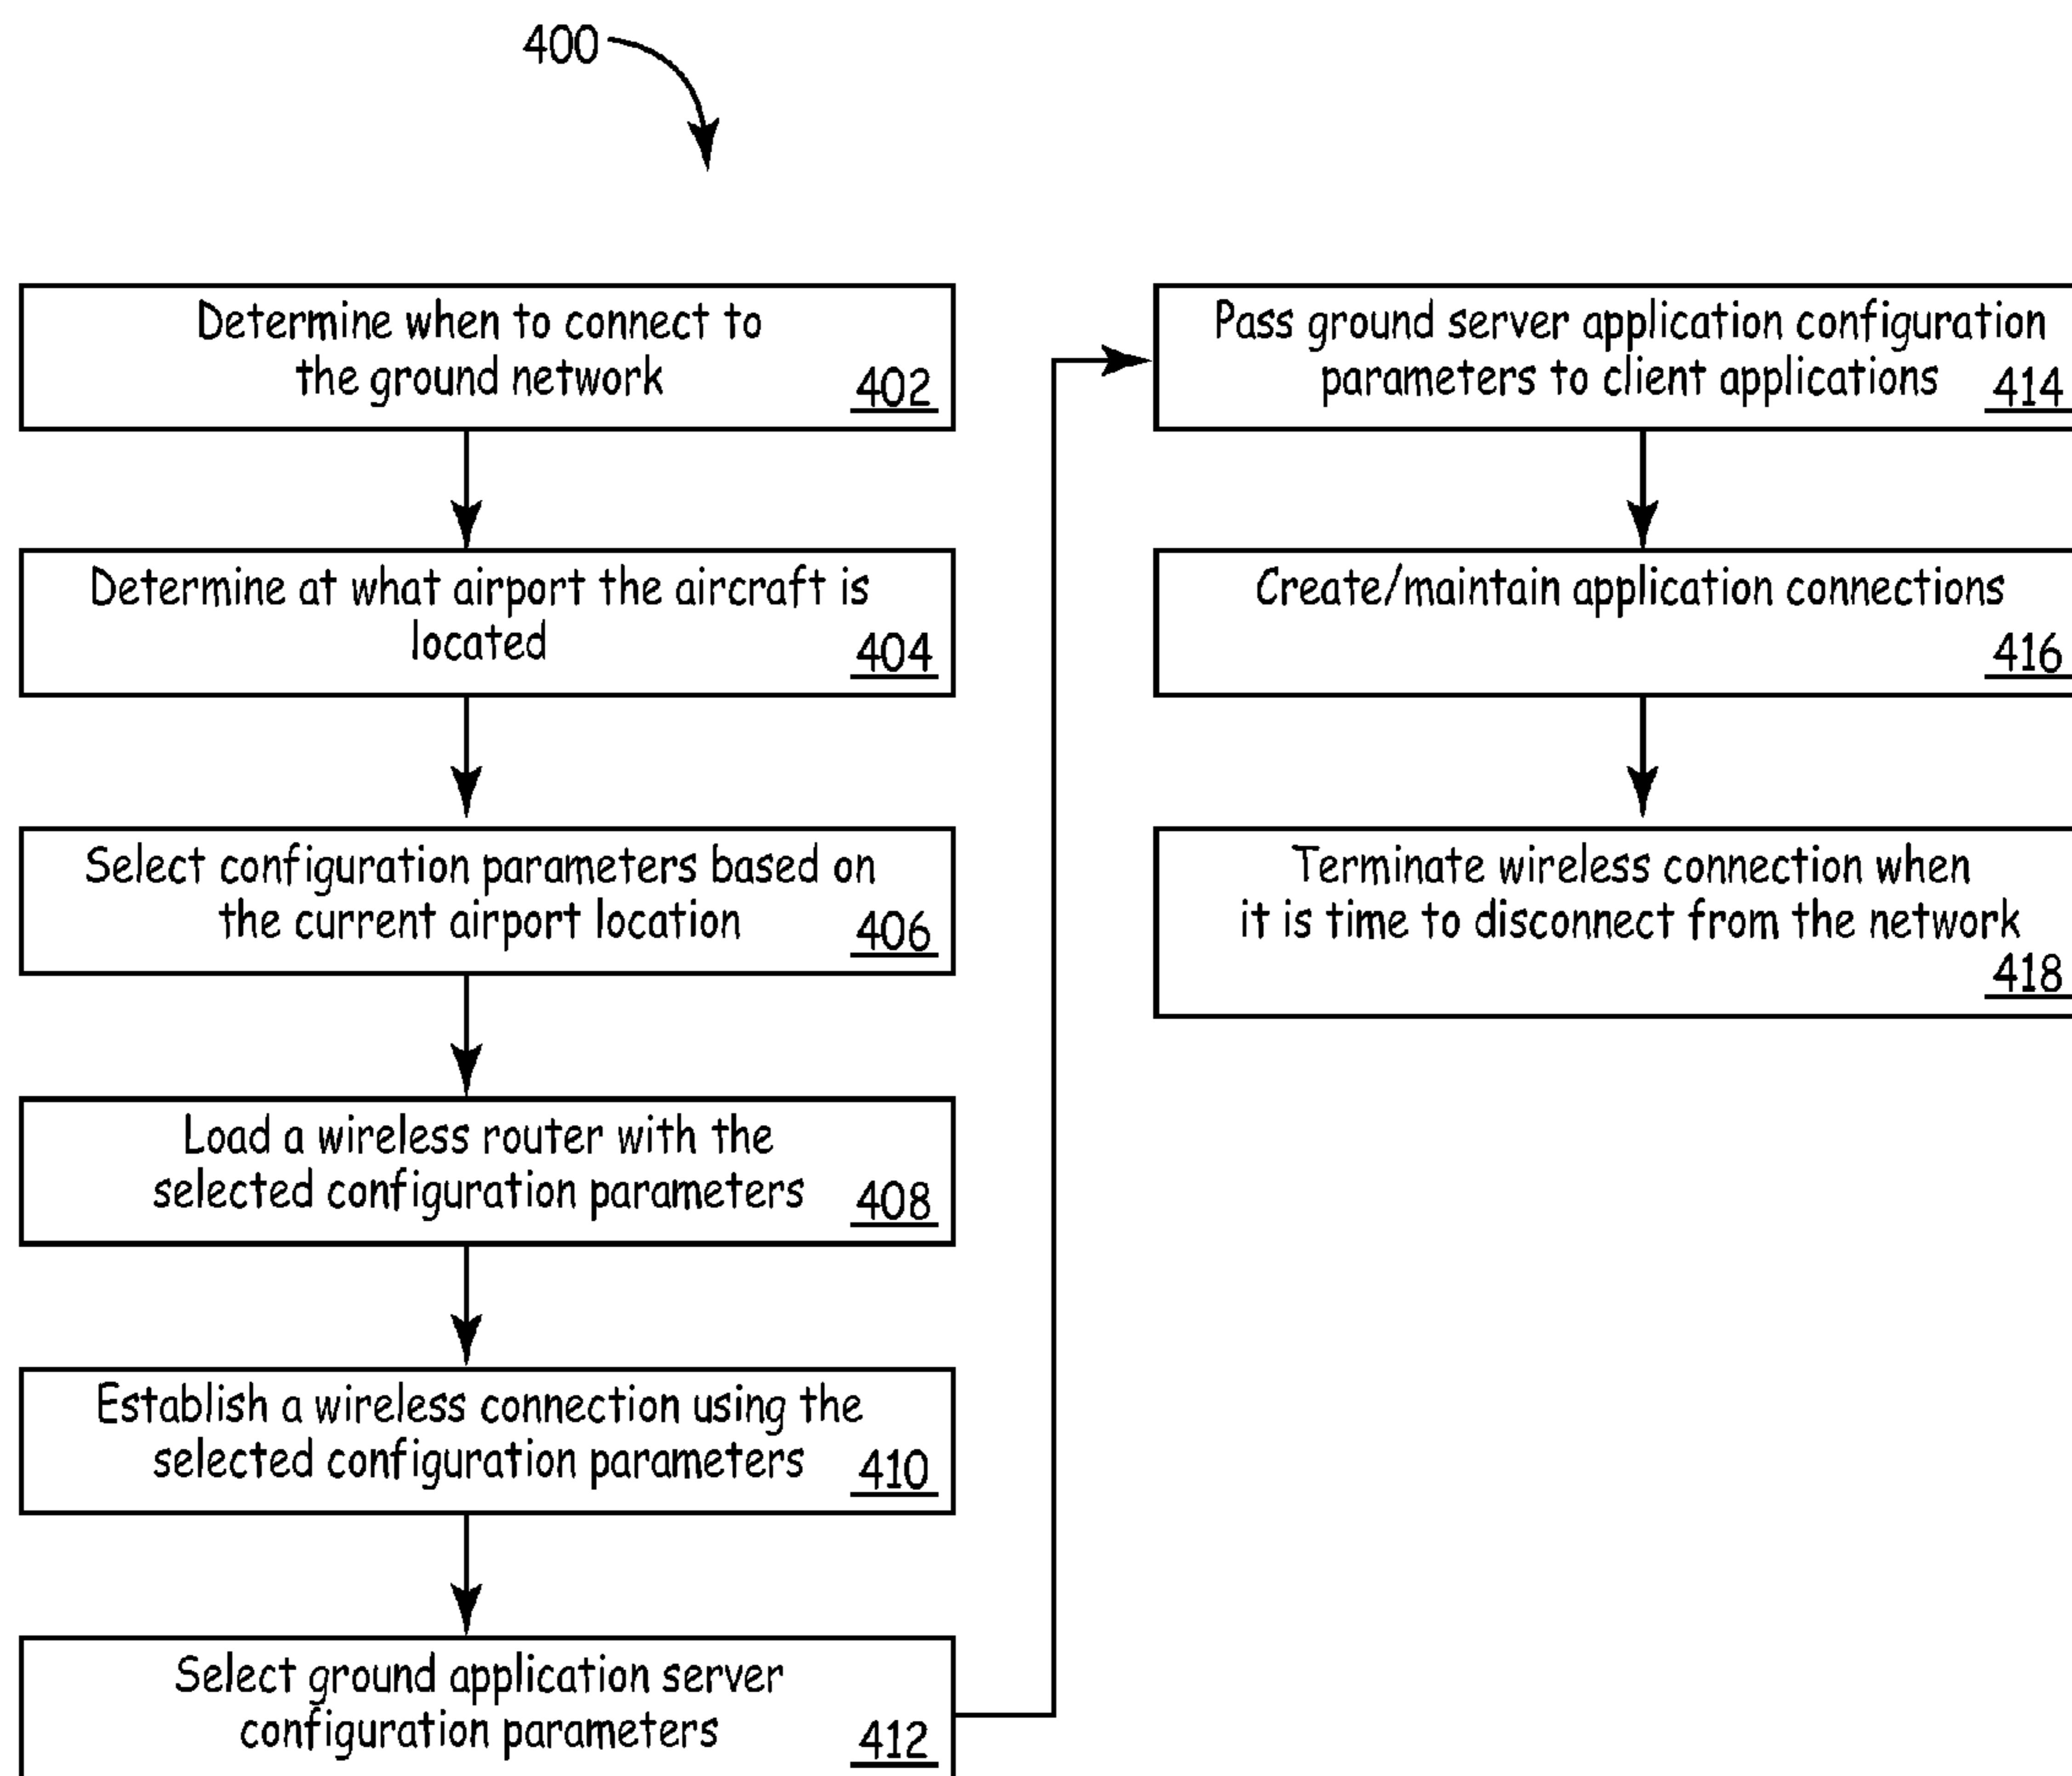 400
Determine when to connect to
the ground network
402
Determine at what airport the aircraft is
located
404
Select configuration parameters based on
the current airport location
406
Load a wireless router with the
selected configuration parameters
408
Establish a wireless connection using the
selected configuration parameters
410
Select ground application server
configuration parameters
412
Pass ground server application configuration
parameters to client applications
414
Create/maintain application connections
416
Terminate wireless connection when
it is time to disconnect from the network
418